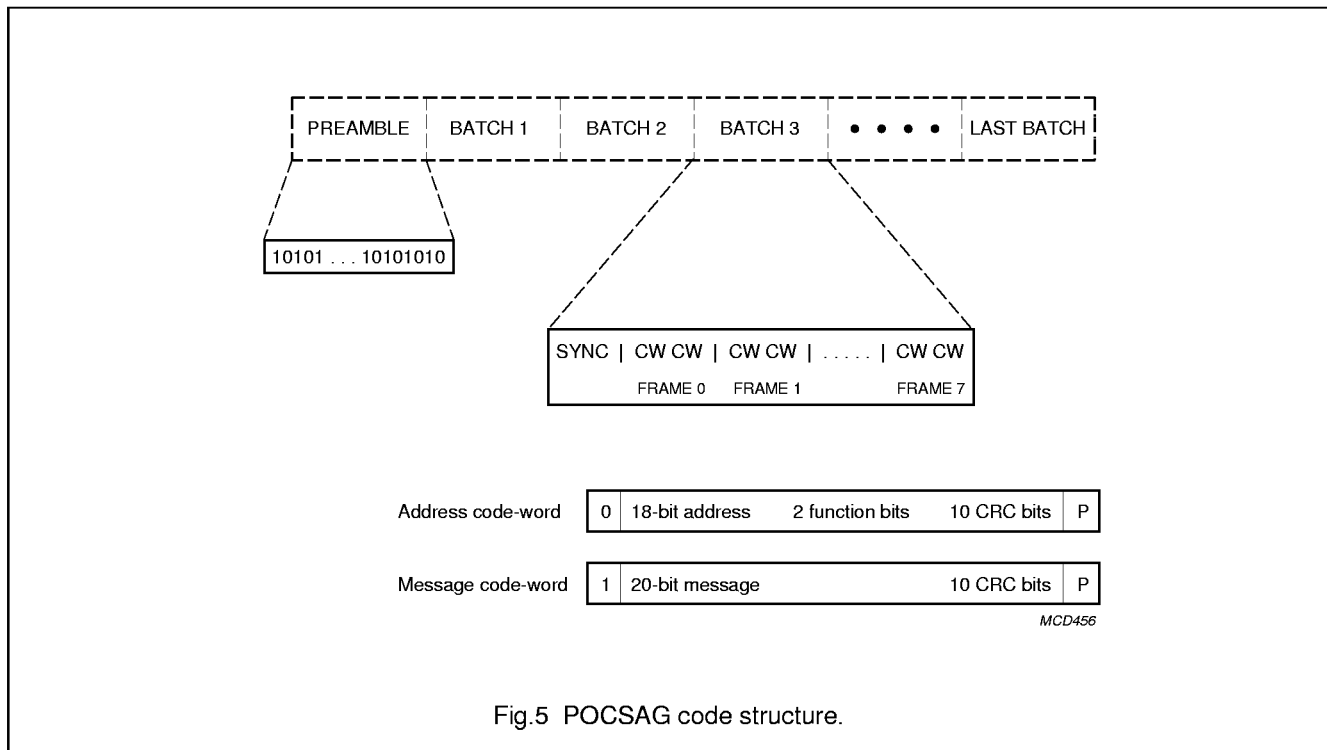 PREAMBLE BATCH 1 BATCH 2 BATCH 3 • • • • LAST BATCH
10101 . . . 10101010
SYNC | CW CW | CW CW | . . . . . | CW CW
FRAME 0 FRAME 1 FRAME 7
Address code-word 0 18-bit address 2 function bits 10 CRC bits P
Message code-word 1 20-bit message 10 CRC bits P
MCD456
Fig.5 POCSAG code structure.